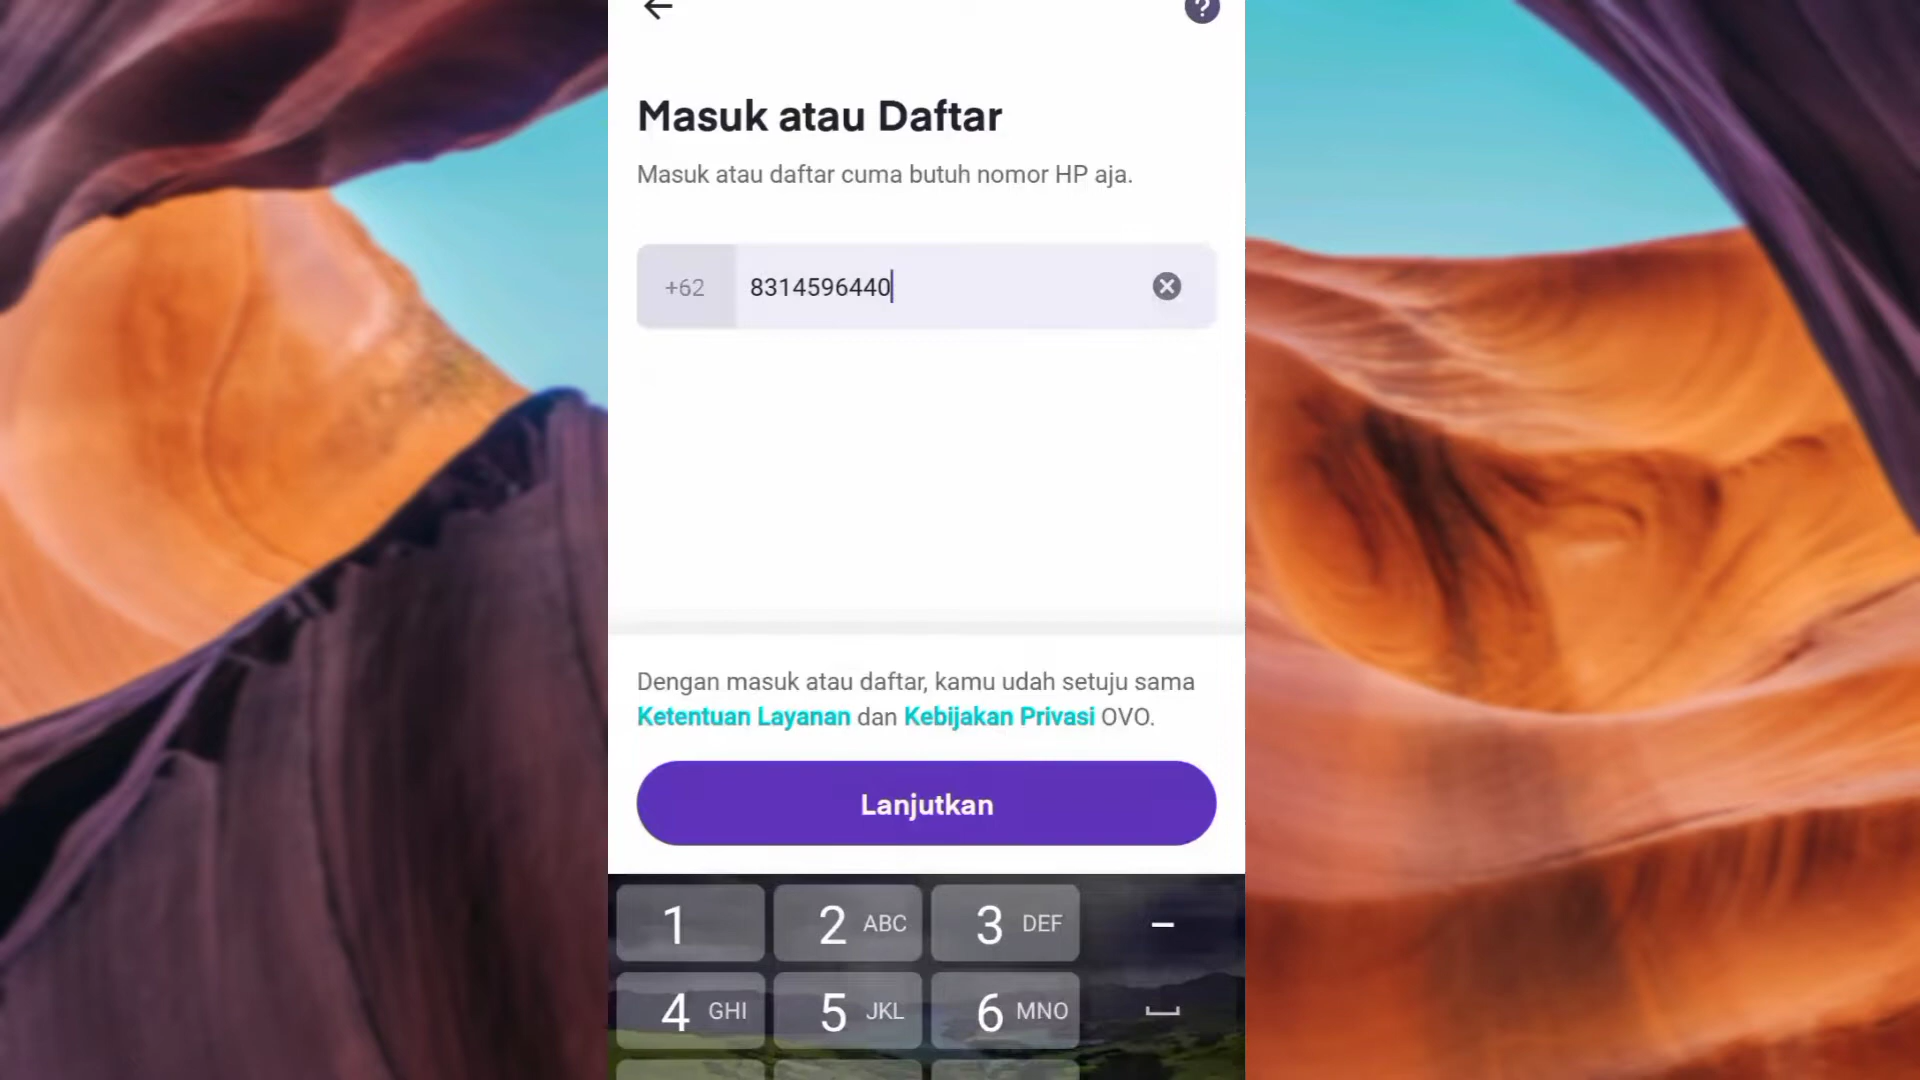 ?
Masuk atau Daftar
Masuk atau daftar cuma butuh nomor HP aja.
+62 8314596440
Dengan masuk atau daftar, kamu udah setuju sama
Ketentuan Layanan dan Kebijakan Privasi OVO.
Lanjutkan
1 2 ABC 3 DEF -
4 GHI 5 JKL 6 MNO